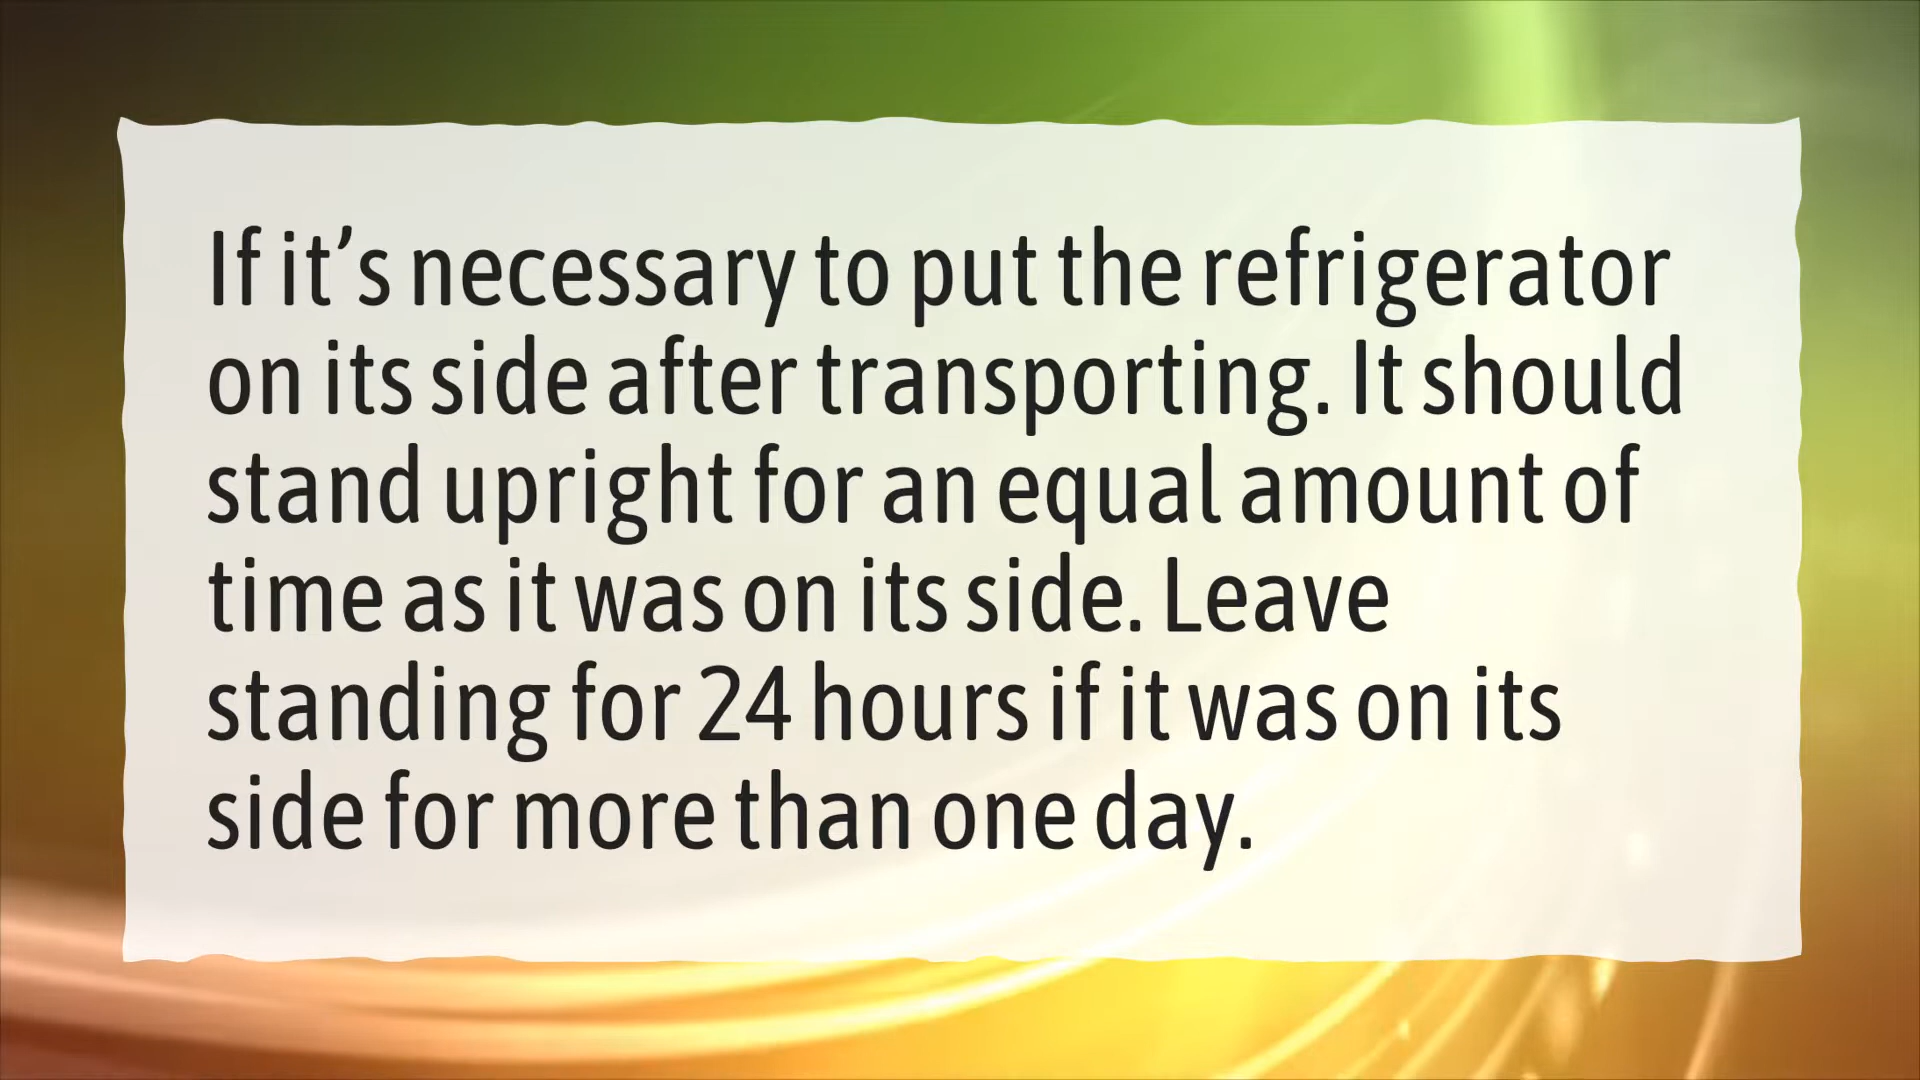 If it’s necessary to put the refrigerator
on its side after transporting. It should
stand upright for an equal amount of
time as it was on its side. Leave
standing for 24 hours if it was on its
side for more than one day.